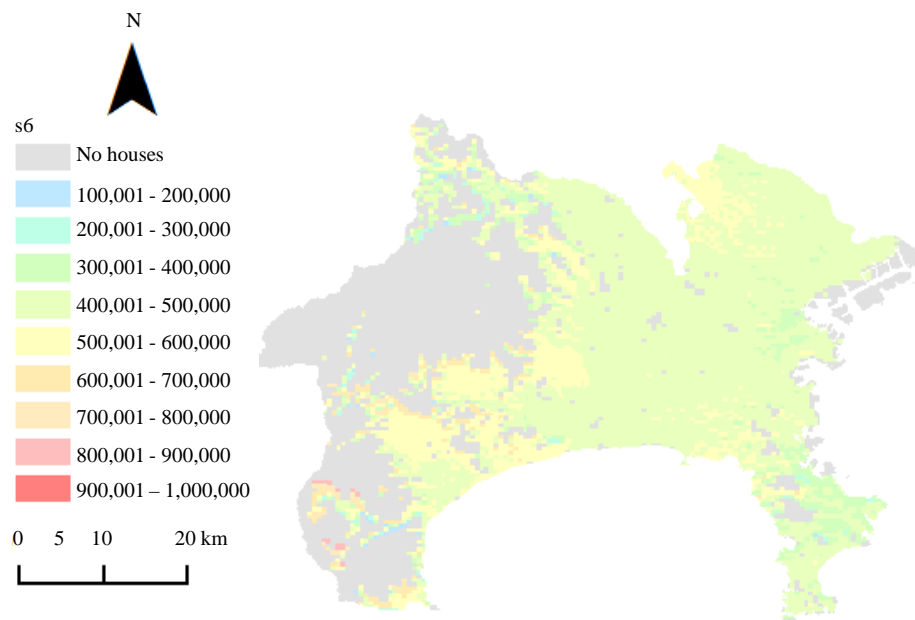 N
s6
No houses
100,001 - 200,000
200,001 - 300,000
300,001 - 400,000
400,001 - 500,000
500,001 - 600,000
600,001 - 700,000
700,001 - 800,000
800,001 - 900,000
900,001 – 1,000,000
0 5 10 20 km